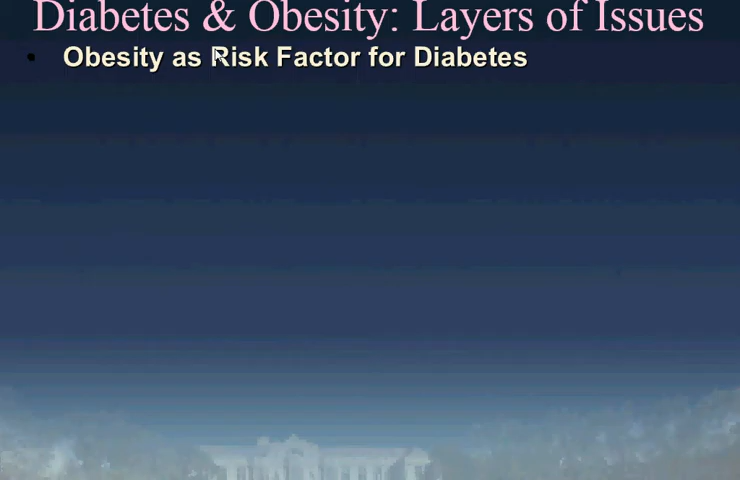 Diabetes & Obesity: Layers of Issues
• Obesity as Risk Factor for Diabetes